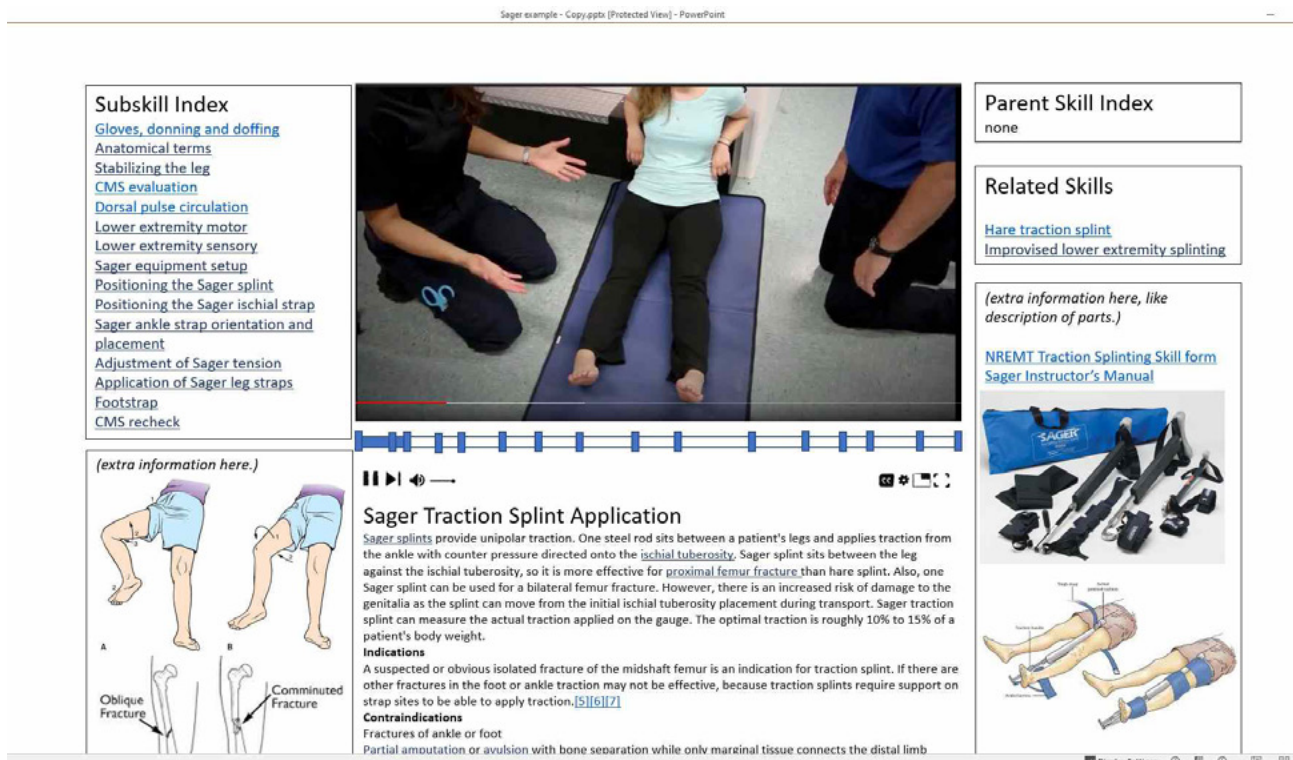 Sager example - Copy.pptx [Protected View] - PowerPoint
Subskill Index
Gloves, donning and doffing
Anatomical terms
Stabilizing the leg
CMS evaluation
Dorsal pulse circulation
Lower extremity motor
Lower extremity sensory
Sager equipment setup
Positioning the Sager splint
Positioning the Sager ischial strap
Sager ankle strap orientation and
placement
Adjustment of Sager tension
Application of Sager leg straps
Footstrap
CMS recheck
(extra information here.)
A
B
Oblique
Fracture
Comminuted
Fracture
CC
Sager Traction Splint Application
Sager splints provide unipolar traction. One steel rod sits between a patient's legs and applies traction from
the ankle with counter pressure directed onto the ischial tuberosity. Sager splint sits between the leg
against the ischial tuberosity, so it is more effective for proximal femur fracture than hare splint. Also, one
Sager splint can be used for a bilateral femur fracture. However, there is an increased risk of damage to the
genitalia as the splint can move from the initial ischial tuberosity placement during transport. Sager traction
splint can measure the actual traction applied on the gauge. The optimal traction is roughly 10% to 15% of a
patient's body weight.
Indications
A suspected or obvious isolated fracture of the midshaft femur is an indication for traction splint. If there are
other fractures in the foot or ankle traction may not be effective, because traction splints require support on
strap sites to be able to apply traction.[5][6][7]
Contraindications
Fractures of ankle or foot
Partial amputation or avulsion with bone separation while only marginal tissue connects the distal limb
Parent Skill Index
none
Related Skills
Hare traction splint
Improvised lower extremity splinting
(extra information here, like
description of parts.)
NREMT Traction Splinting Skill form
Sager Instructor's Manual
SAGER